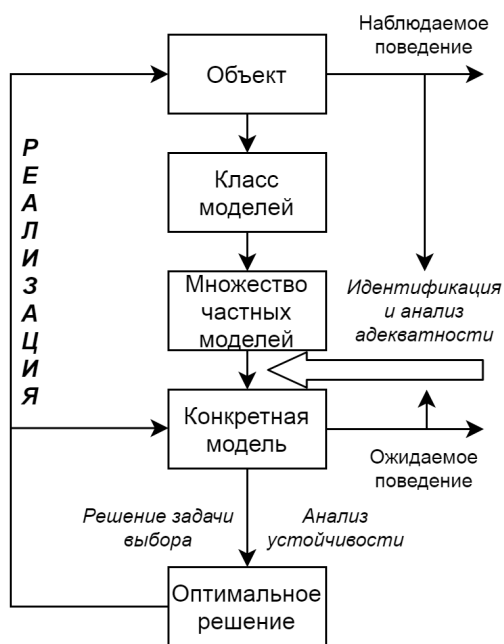 Наблюдаемое
поведение
Объект
РЕАЛИЗАЦИЯ
Класс
моделей
Множество
частных
моделей
Идентификация
и анализ
адекватности
Конкретная
модель
Ожидаемое
поведение
Решение задачи
выбора
Анализ
устойчивости
Оптимальное
решение